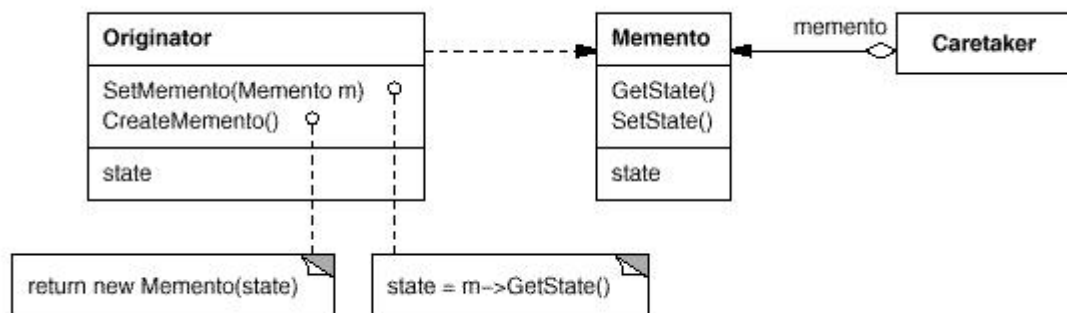 Originator
SetMemento(Memento m)
CreateMemento()
state
Memento
GetState()
SetState()
state
memento
Caretaker
return new Memento(state)
state = m->GetState()